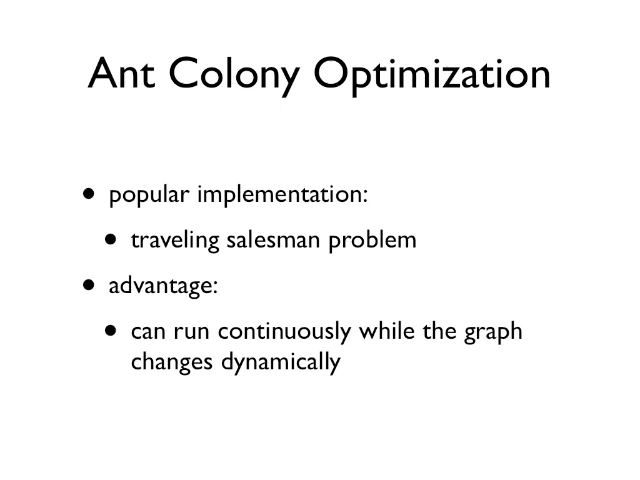 Ant Colony Optimization
• popular implementation:
• traveling salesman problem
• advantage:
• can run continuously while the graph
changes dynamically